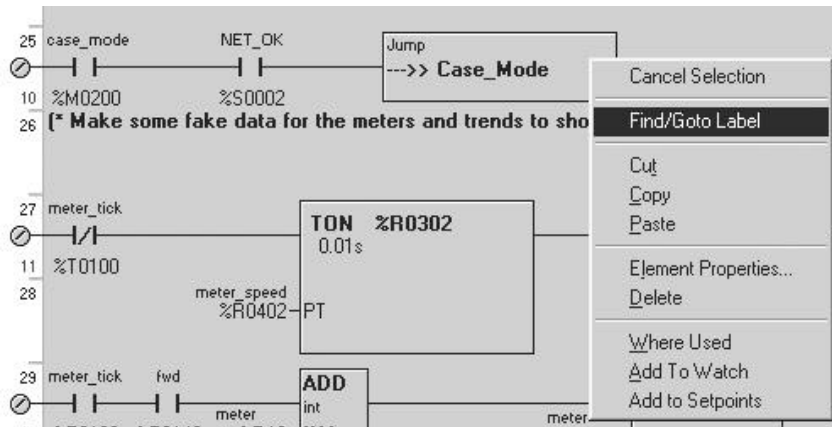 25 case_mode NET_OK Jump
--->> Case_Mode
10 %M0200 %S0002
26 (* Make some fake data for the meters and trends to sho
27 meter_tick
TON %R0302
0.01s
11 %T0100
28 meter_speed
%R0402 PT
29 meter_tick fwd ADD
int
meter meter
Cancel Selection
Find/Goto Label
Cut
Copy
Paste
Element Properties...
Delete
Where Used
Add To Watch
Add to Setpoints